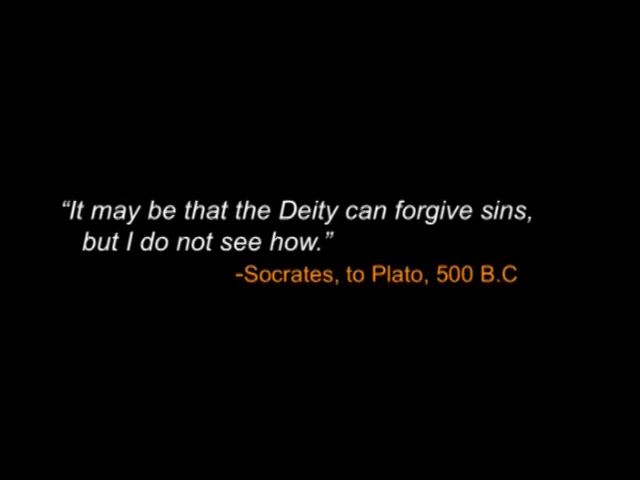 “It may be that the Deity can forgive sins,
but I do not see how.”
-Socrates, to Plato, 500 B.C